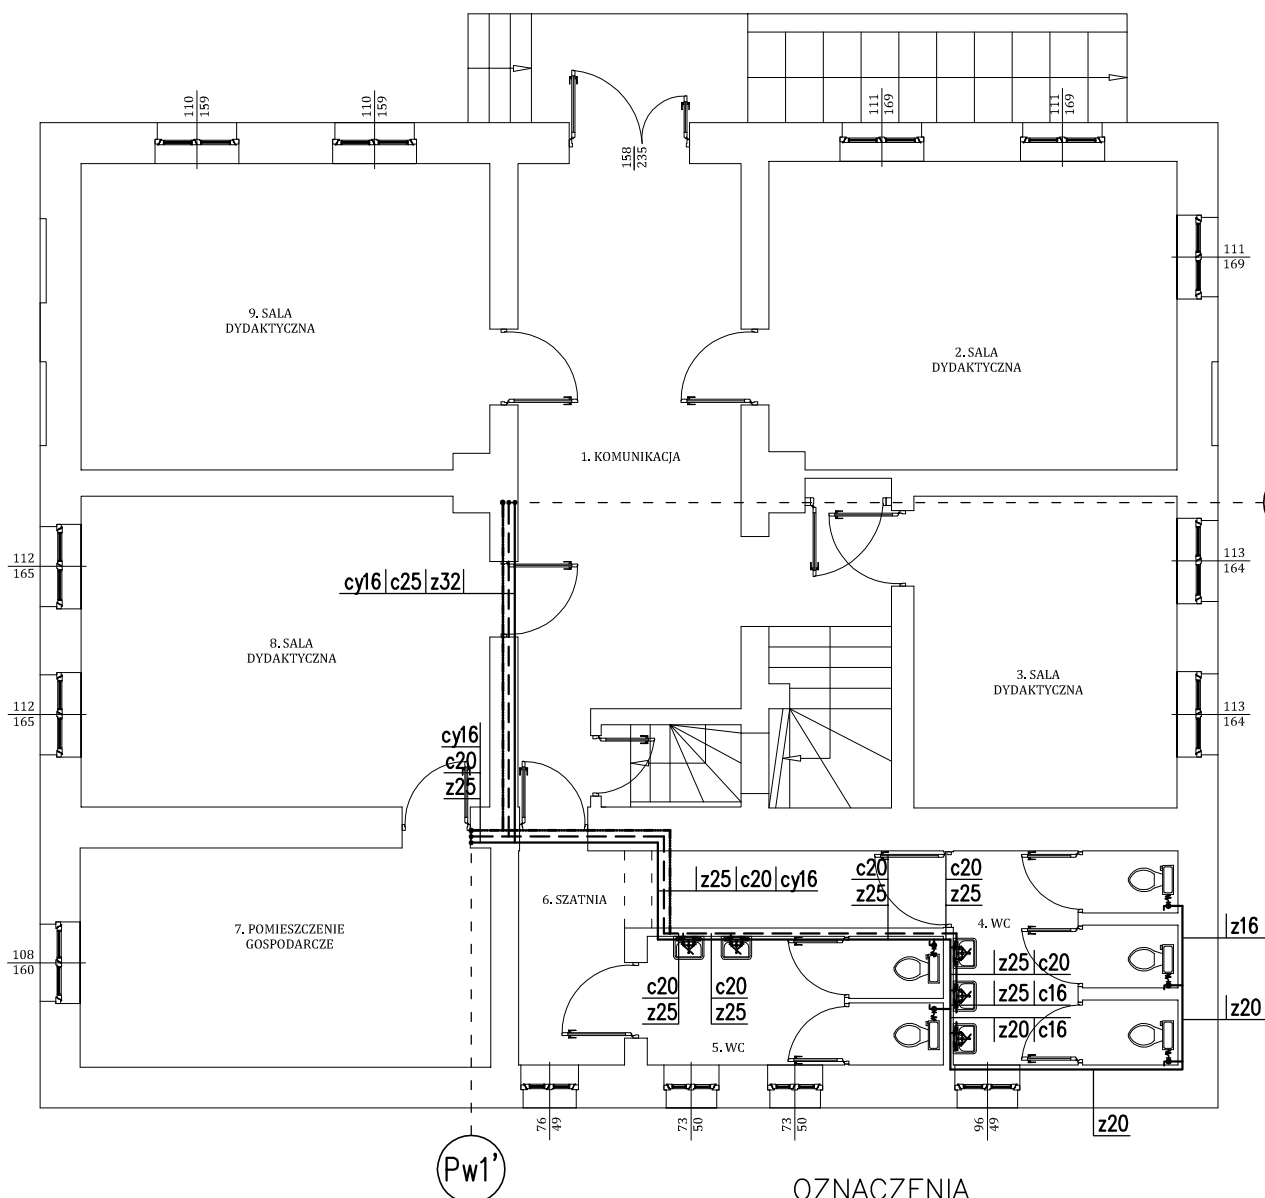 110
159
110
159
111
169
111
169
158
235
111
169
9. SALA
DYDAKTYCZNA
2. SALA
DYDAKTYCZNA
1. KOMUNIKACJA
112
165
cy16 c25 z32
113
164
8. SALA
DYDAKTYCZNA
3. SALA
DYDAKTYCZNA
112
165
113
164
cy16
c20
z25
z25 c20 cy16
c20
z25
c20
z25
6. SZATNIA
4. WC
7. POMIESZCZENIE
GOSPODARCZE
z16
108
160
z25 c20
c20
z25
c20
z25
z25 c16
z20
z20 c16
5. WC
76
49
73
50
73
50
96
49
z20
Pw1'
OZNACZENIA